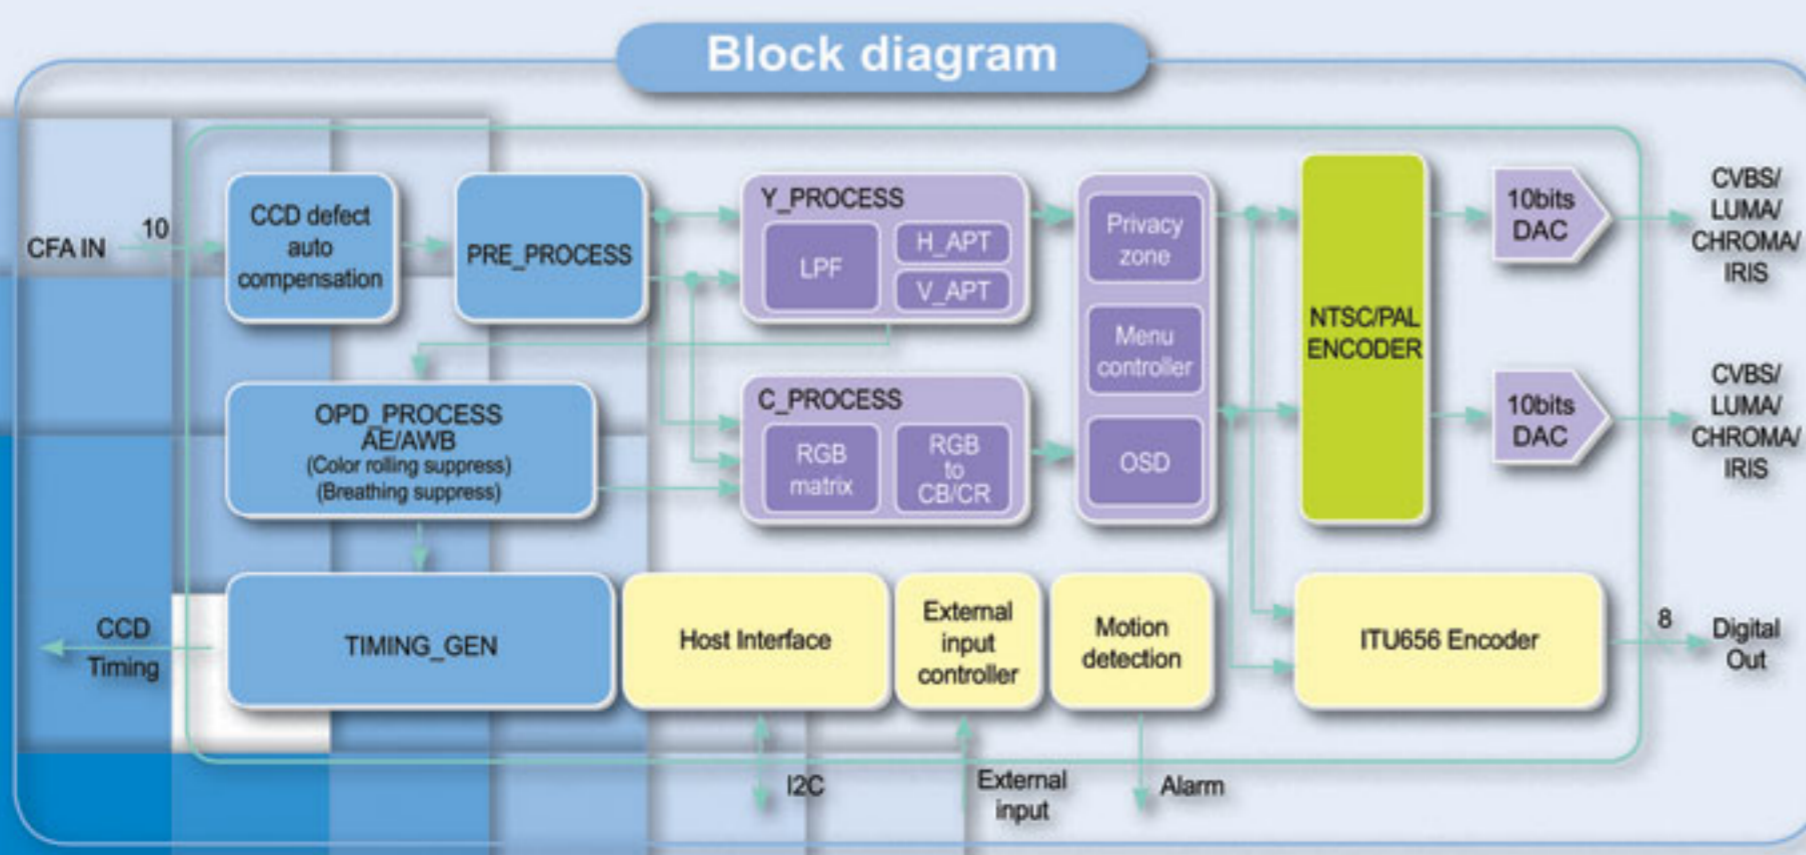 Block diagram
CFA IN
10
CCD defect
auto
compensation
PRE_PROCESS
Y_PROCESS
LPF
H_APT
V_APT
Privacy
zone
Menu
controller
OSD
NTSC/PAL
ENCODER
10bits
DAC
CVBS/
LUMA/
CHROMA/
IRIS
OPD_PROCESS
AE/AWB
(Color rolling suppress)
(Breathing suppress)
C_PROCESS
RGB
matrix
RGB
to
CB/CR
10bits
DAC
CVBS/
LUMA/
CHROMA/
IRIS
CCD
Timing
TIMING_GEN
Host Interface
External
input
controller
Motion
detection
ITU656 Encoder
8
Digital
Out
I2C
External
input
Alarm